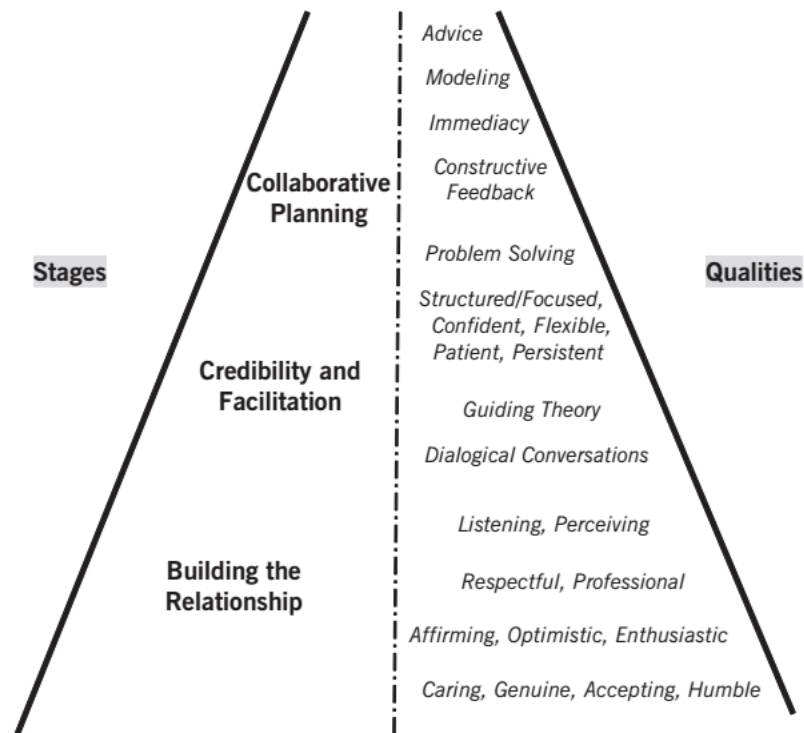 Advice
Modeling
Immediacy
Constructive
Feedback
Collaborative
Planning
Problem Solving
Stages
Qualities
Structured/Focused,
Confident, Flexible,
Patient, Persistent
Credibility and
Facilitation
Guiding Theory
Dialogical Conversations
Listening, Perceiving
Building the
Relationship
Respectful, Professional
Affirming, Optimistic, Enthusiastic
Caring, Genuine, Accepting, Humble